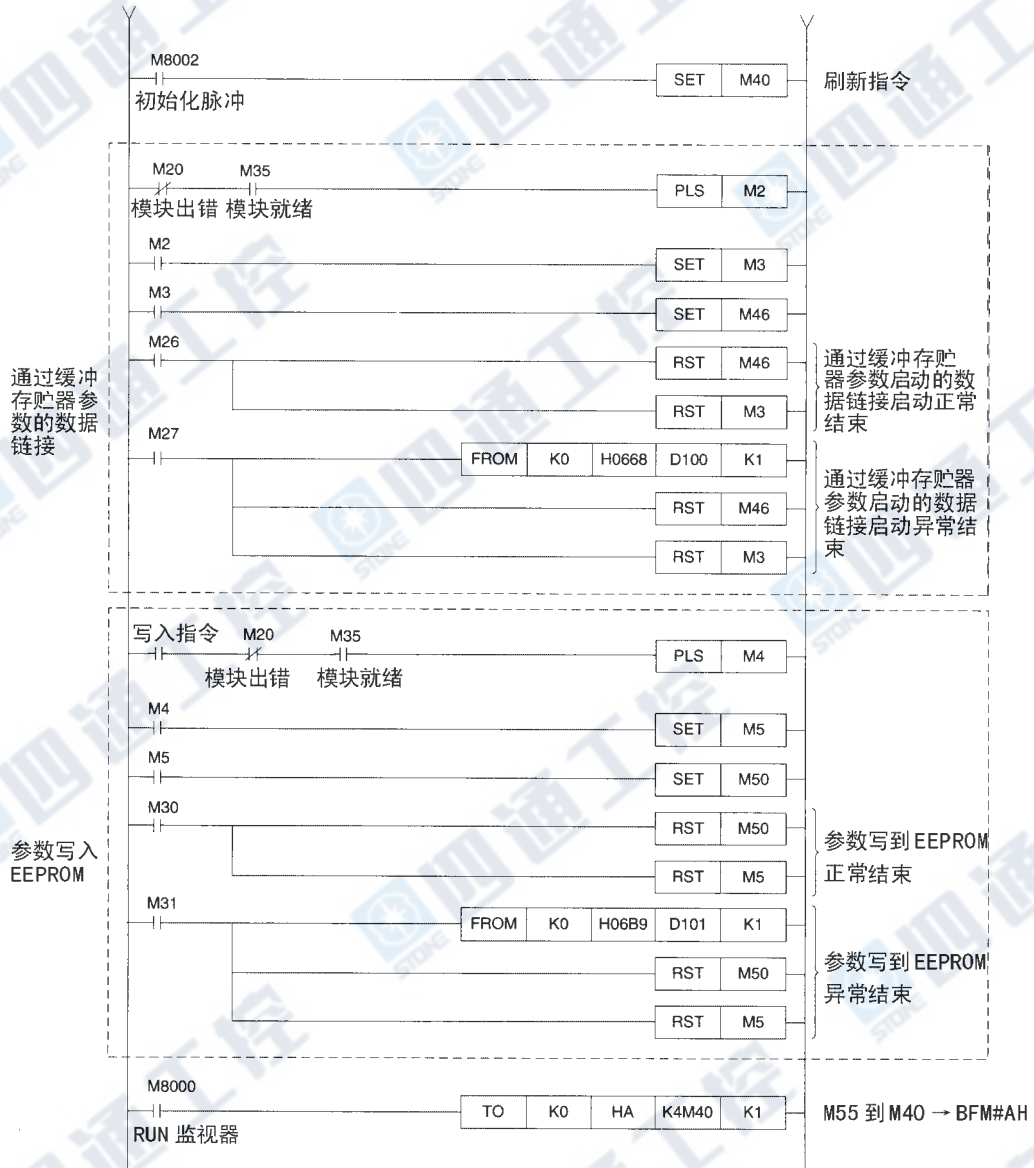 M8002
初始化脉冲
SET M40
刷新指令
M20 M35
模块出错 模块就绪
PLS M2
M2
SET M3
M3
SET M46
M26
RST M46
RST M3
通过缓冲存贮
器参数启动的数
据链接启动正常
结束
通过缓冲
存贮器参
数的数据
链接
M27
FROM K0 H0668 D100 K1
RST M46
RST M3
通过缓冲存贮器
参数启动的数据
链接启动异常结
束
写入指令 M20 M35
模块出错 模块就绪
PLS M4
M4
SET M5
M5
SET M50
M30
RST M50
RST M5
参数写到EEPROM
正常结束
参数写入
EEPROM
M31
FROM K0 H06B9 D101 K1
RST M50
RST M5
参数写到EEPROM
异常结束
M8000
RUN 监视器
TO K0 HA K4M40 K1
M55到M40→BFM#AH
四通工控
STONE